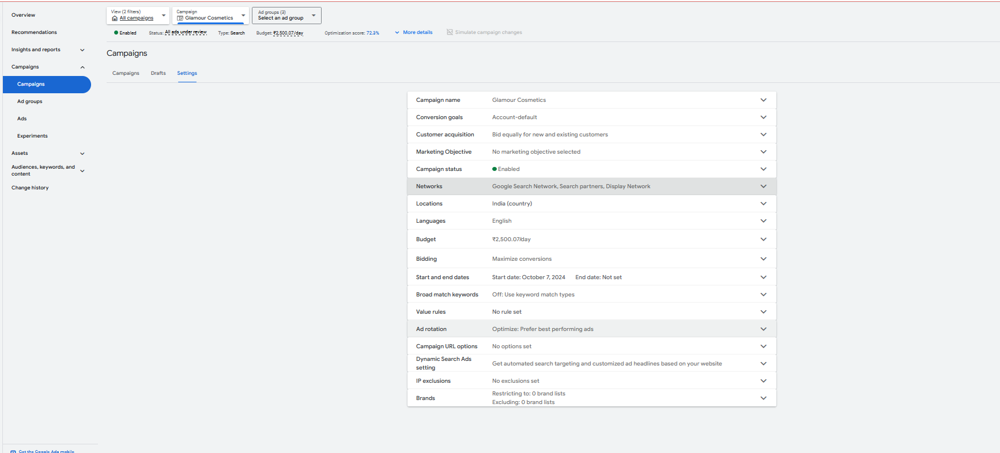 Overview
Recommendations
Insights and reports
Campaigns
Campaigns
Ad groups
Ads
Experiments
Assets
Audiences, keywords, and
content
Change history
Get the Google Ads mobile
View (2 filters)
All campaigns
Campaign
Glamour Cosmetics
Ad groups (3)
Select an ad group
Enabled Status: All ads under review Type: Search Budget: ₹2,500.07/day Optimization score: 72.3% More details Simulate campaign changes
Campaigns
Campaigns Drafts Settings
Campaign name Glamour Cosmetics
Conversion goals Account-default
Customer acquisition Bid equally for new and existing customers
Marketing Objective No marketing objective selected
Campaign status Enabled
Networks Google Search Network, Search partners, Display Network
Locations India (country)
Languages English
Budget ₹2,500.07/day
Bidding Maximize conversions
Start and end dates Start date: October 7, 2024 End date: Not set
Broad match keywords Off: Use keyword match types
Value rules No rule set
Ad rotation Optimize: Prefer best performing ads
Campaign URL options No options set
Dynamic Search Ads
setting
Get automated search targeting and customized ad headlines based on your website
IP exclusions No exclusions set
Brands
Restricting to: 0 brand lists
Excluding: 0 brand lists